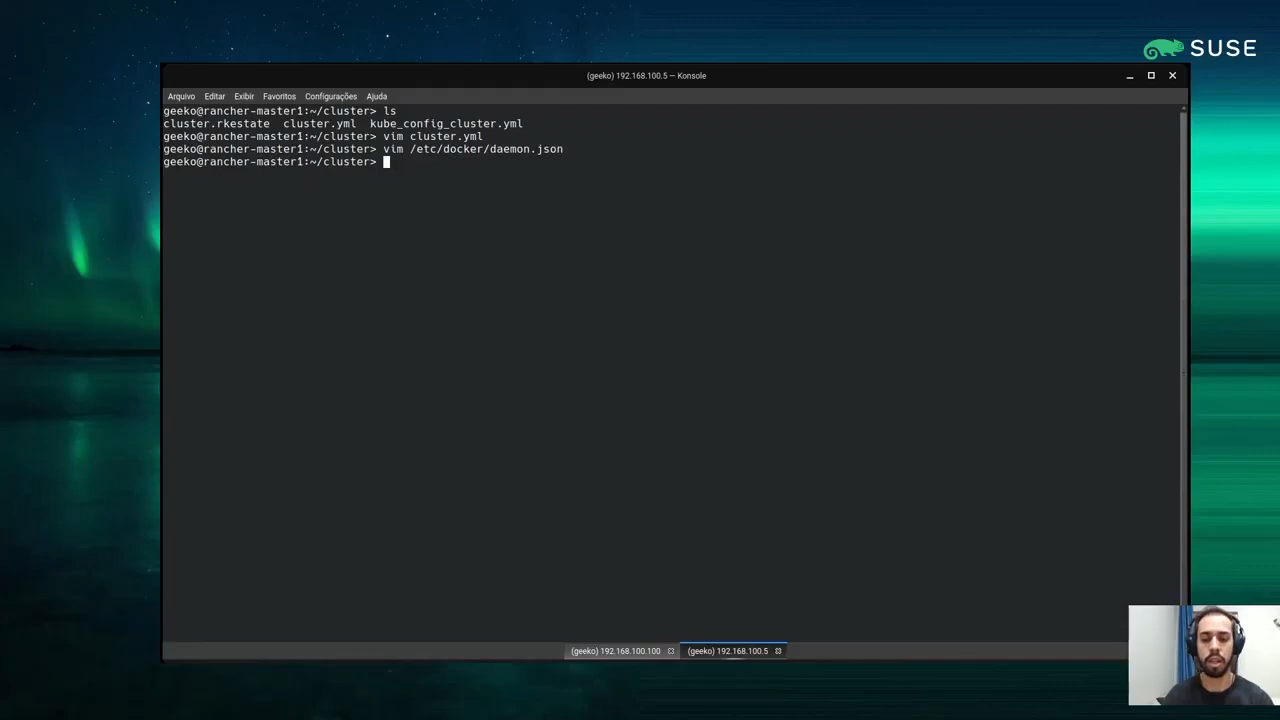 SUSE
(geeko) 192.168.100.5 — Konsole
Arquivo Editar Exibir Favoritos Configurações Ajuda
geeko@rancher-master1:~/cluster> ls
cluster.rkestate cluster.yml kube_config_cluster.yml
geeko@rancher-master1:~/cluster> vim cluster.yml
geeko@rancher-master1:~/cluster> vim /etc/docker/daemon.json
geeko@rancher-master1:~/cluster>
(geeko) 192.168.100.100 (geeko) 192.168.100.5